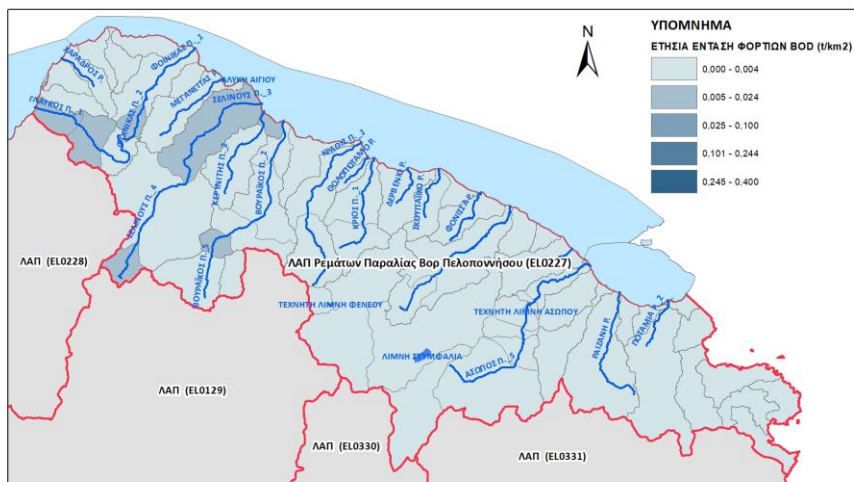 ΥΠΟΜΝΗΜΑ
ΕΤΗΣΙΑ ΕΝΤΑΣΗ ΦΟΡΤΙΩΝ BOD (t/km2)
0,000 - 0,004
0,005 - 0,024
0,025 - 0,100
0,101 - 0,244
0,245 - 0,400
N
ΧΑΡΑΔΡΟΣ Ρ.
ΦΟΙΝΙΚΑΣ Π._1
ΓΛΑΥΚΟΣ Π._1
ΦΟΙΝΙΚΑΣ Π._2
ΜΕΓΑΝΕΙΤΑΣ
ΑΛΥΚΗ ΑΙΓΙΟΥ
ΣΕΛΙΝΟΥΣ Π._3
ΚΕΡΥΝΙΤΗΣ Π._3
ΒΟΥΡΑΪΚΟΣ Π._2
ΣΕΛΙΝΟΥΣ Π._4
ΒΟΥΡΑΪΚΟΣ Π._3
ΚΡΑΘΙΣ Π._1
ΘΟΛΟΠΟΤΑΜΟ Ρ.
ΚΡΙΟΣ Π._1
ΔΕΡΒΕΝΙ Ρ.
ΣΚΟΥΠΑΪΚΟ Ρ.
ΦΟΝΙΣΣΑ Ρ.
ΛΑΠ (EL0228)
ΛΑΠ Ρεμάτων Παραλίας Βορ Πελοποννήσου (EL0227)
ΤΕΧΝΗΤΗ ΛΙΜΝΗ ΦΕΝΕΟΥ
ΤΕΧΝΗΤΗ ΛΙΜΝΗ ΑΣΩΠΟΥ
ΛΙΜΝΗ ΣΤΥΜΦΑΛΙΑ
ΑΣΩΠΟΣ Π._5
ΡΑΙΖΑΝΗ Ρ.
ΠΟΤΑΜΙΑ Ρ._2
ΛΑΠ (EL0129)
ΛΑΠ (EL0330)
ΛΑΠ (EL0331)